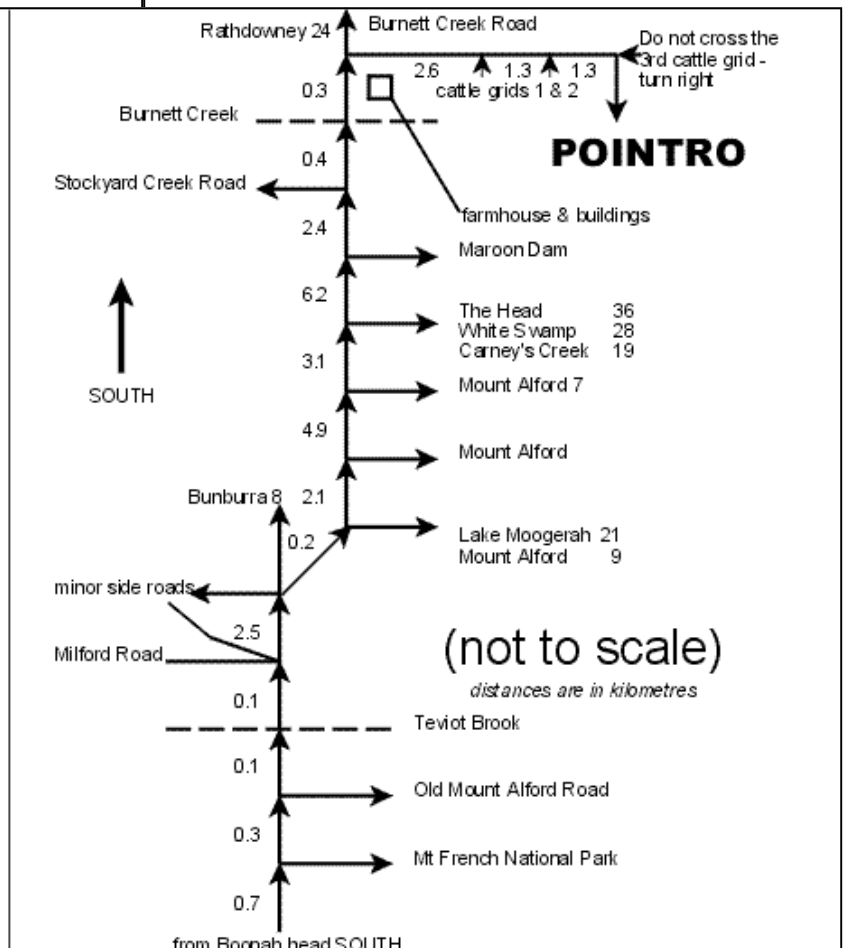 Rathdowney 24
Burnett Creek Road
Do not cross the
3rd cattle grid -
turn right
2.6
1.3
1.3
cattle grids 1 & 2
0.3
Burnett Creek
POINTRO
0.4
Stockyard Creek Road
farmhouse & buildings
2.4
Maroon Dam
6.2
The Head 36
White Swamp 28
Carney's Creek 19
3.1
SOUTH
Mount Alford 7
4.9
Mount Alford
Bunburra 8
2.1
0.2
Lake Moogerah 21
Mount Alford 9
minor side roads
2.5
Milford Road
(not to scale)
distances are in kilometres
0.1
Teviot Brook
0.1
Old Mount Alford Road
0.3
Mt French National Park
0.7
from Boonah head SOUTH